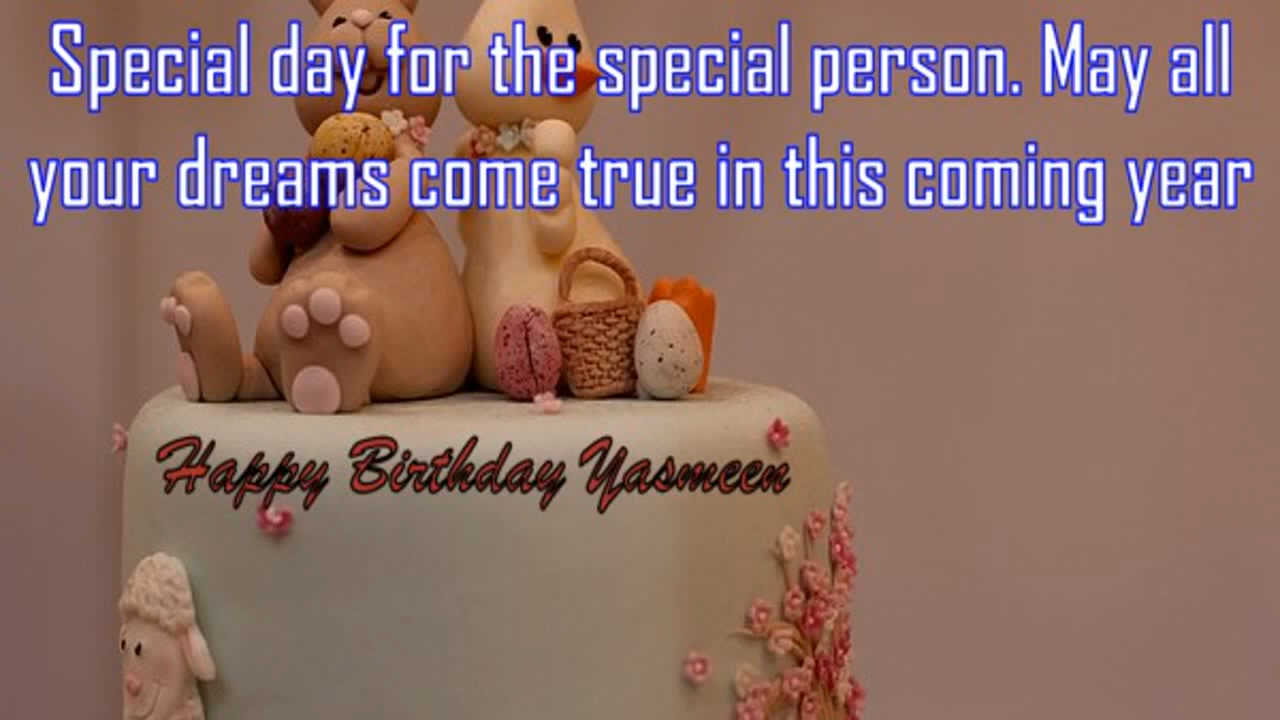 Special day for the special person. May all
your dreams come true in this coming year
Happy Birthday Yasmeen